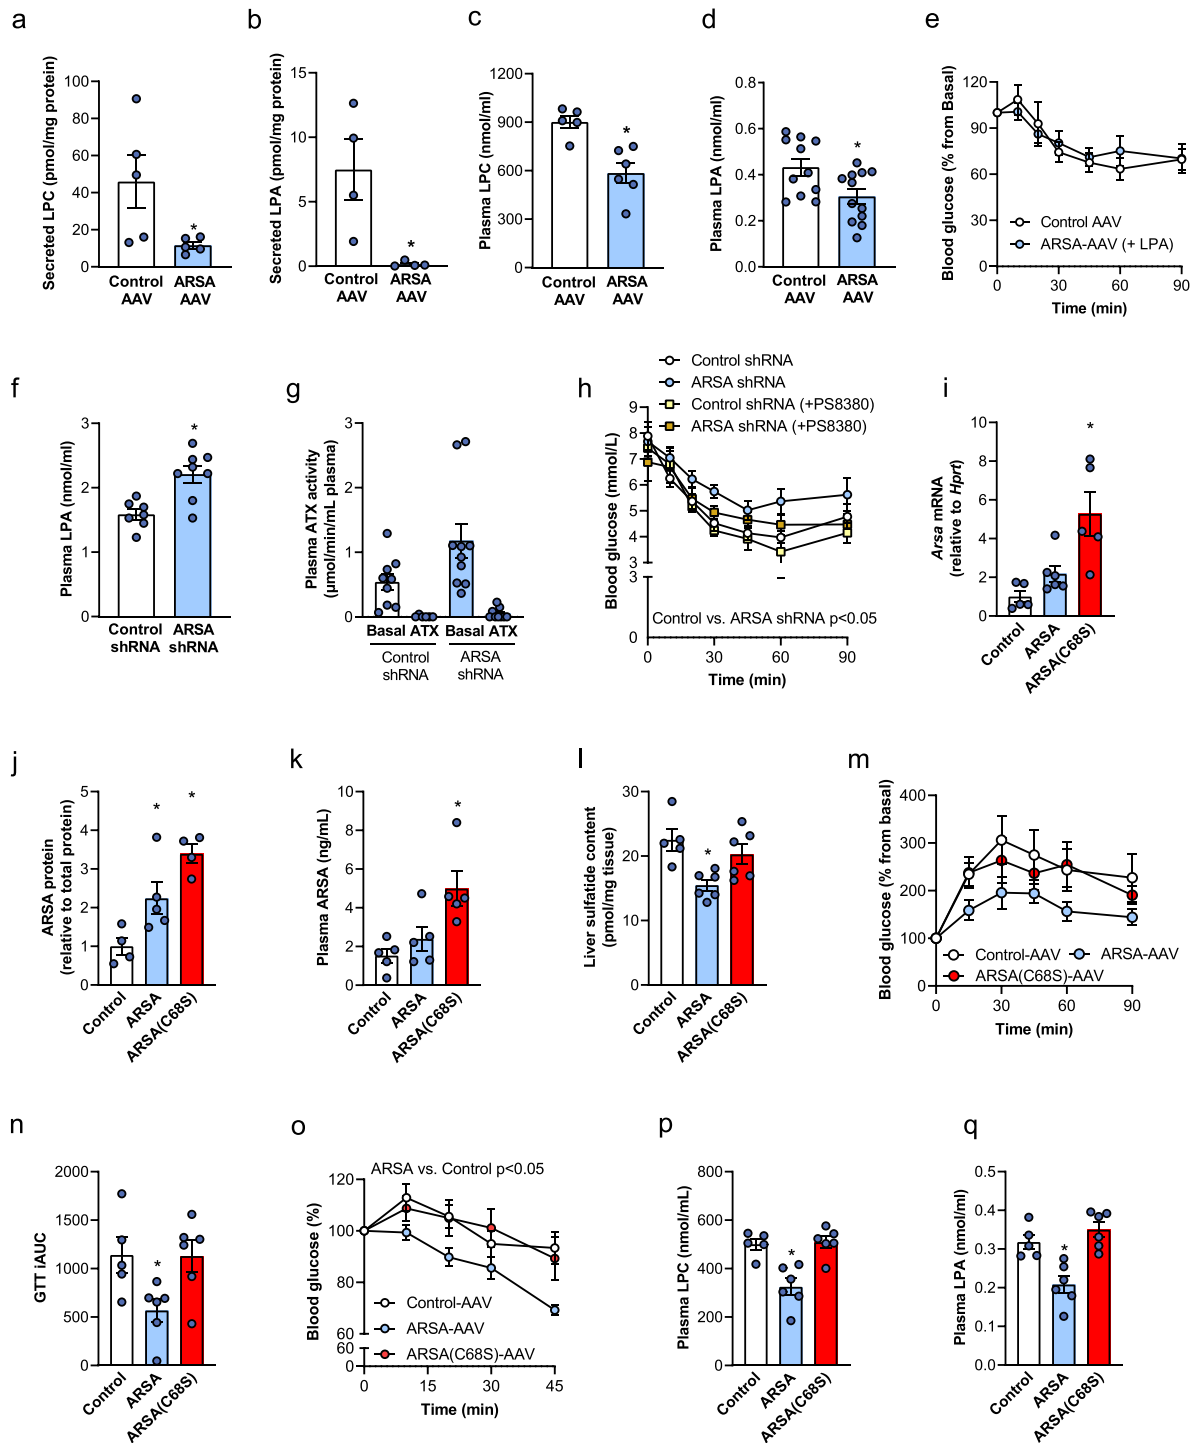 a
Secreted LPC (pmol/mg protein)
100
80
60
40
20
0
Control AAV
ARSA AAV
*
b
Secreted LPA (pmol/mg protein)
15
10
5
0
Control AAV
ARSA AAV
*
c
Plasma LPC (nmol/ml)
1200
900
600
300
0
Control AAV
ARSA AAV
*
d
Plasma LPA (nmol/ml)
0.6
0.4
0.2
0.0
Control AAV
ARSA AAV
*
e
Blood glucose (% from Basal)
120
90
60
0
Control AAV
ARSA-AAV (+ LPA)
0 30 60 90
Time (min)
f
Plasma LPA (nmol/ml)
3
2
1
0
Control shRNA
ARSA shRNA
*
g
Plasma ATX activity
(µmol/min/mL plasma)
3
2
1
0
Basal ATX Basal ATX
Control shRNA
ARSA shRNA
h
Control shRNA
ARSA shRNA
Control shRNA (+PS8380)
ARSA shRNA (+PS8380)
Blood glucose (mmol/L)
9
8
7
6
5
4
3
3
0
Control vs. ARSA shRNA p<0.05
0 30 60 90
Time (min)
i
Arsa mRNA
(relative to Hprt)
10
8
6
4
2
0
Control
ARSA
ARSA(C68S)
*
j
ARSA protein
(relative to total protein)
5
4
3
2
1
0
Control
ARSA
ARSA(C68S)
* *
k
Plasma ARSA (ng/mL)
10
8
6
4
2
0
Control
ARSA
ARSA(C68S)
*
l
Liver sulfatide content
(pmol/mg tissue)
30
20
10
0
Control
ARSA
ARSA(C68S)
*
m
Blood glucose (% from basal)
400
300
200
100
0
Control-AAV
ARSA-AAV
ARSA(C68S)-AAV
0 30 60 90
Time (min)
n
GTT iAUC
2000
1500
1000
500
0
Control
ARSA
ARSA(C68S)
*
o
ARSA vs. Control p<0.05
Blood glucose (%)
120
100
80
60
60
0
Control-AAV
ARSA-AAV
ARSA(C68S)-AAV
0 15 30 45
Time (min)
p
Plasma LPC (nmol/mL)
800
600
400
200
0
Control
ARSA
ARSA(C68S)
*
q
Plasma LPA (nmol/ml)
0.5
0.4
0.3
0.2
0.1
0.0
Control
ARSA
ARSA(C68S)
*